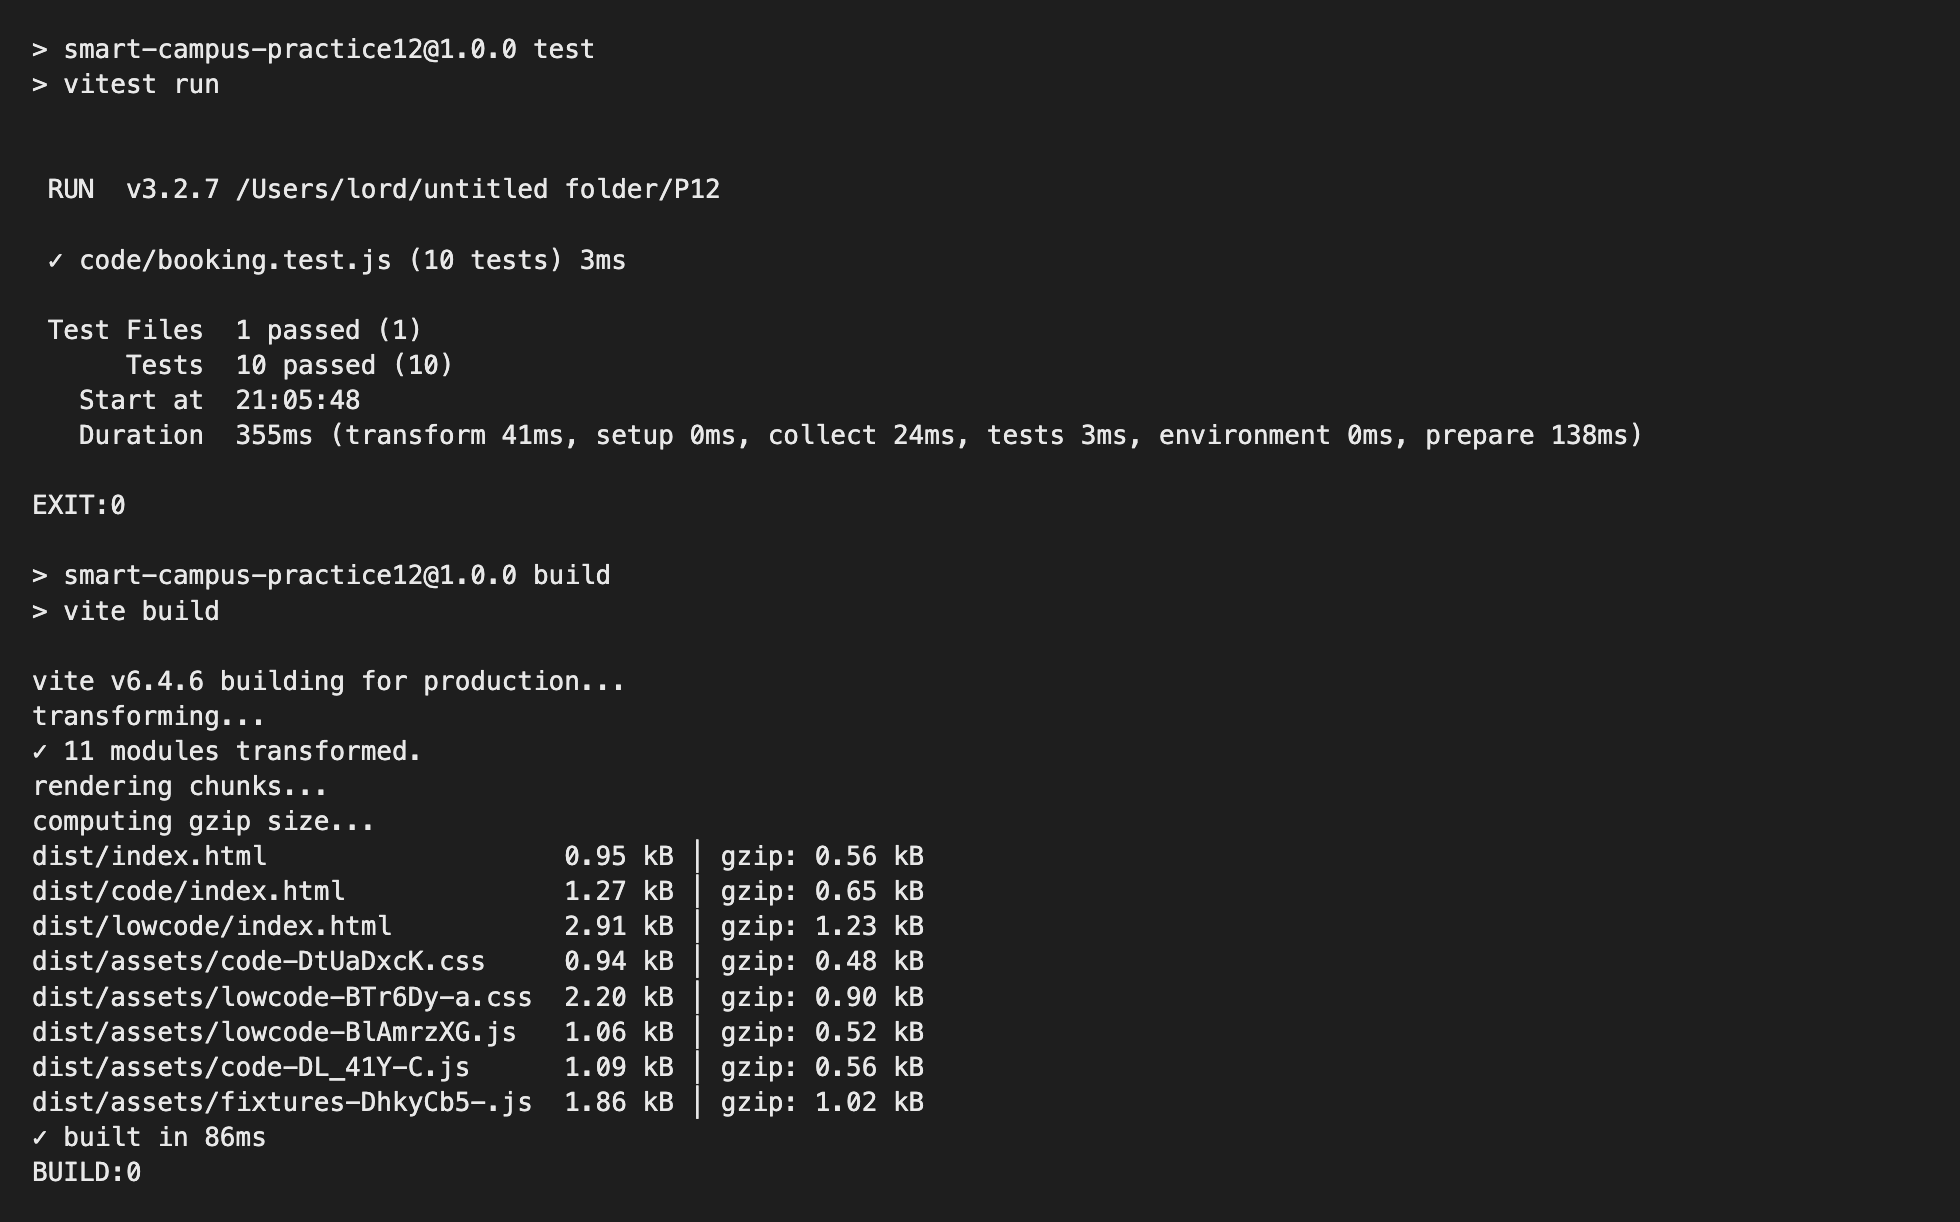 > smart-campus-practice12@1.0.0 test
> vitest run
RUN  v3.2.7 /Users/lord/untitled folder/P12
✓ code/booking.test.js (10 tests) 3ms
Test Files  1 passed (1)
Tests  10 passed (10)
Start at  21:05:48
Duration  355ms (transform 41ms, setup 0ms, collect 24ms, tests 3ms, environment 0ms, prepare 138ms)
EXIT:0
> smart-campus-practice12@1.0.0 build
> vite build
vite v6.4.6 building for production...
transforming...
✓ 11 modules transformed.
rendering chunks...
computing gzip size...
dist/index.html                   0.95 kB │ gzip: 0.56 kB
dist/code/index.html              1.27 kB │ gzip: 0.65 kB
dist/lowcode/index.html           2.91 kB │ gzip: 1.23 kB
dist/assets/code-DtUaDxcK.css     0.94 kB │ gzip: 0.48 kB
dist/assets/lowcode-BTr6Dy-a.css  2.20 kB │ gzip: 0.90 kB
dist/assets/lowcode-BlAmrzXG.js   1.06 kB │ gzip: 0.52 kB
dist/assets/code-DL_41Y-C.js      1.09 kB │ gzip: 0.56 kB
dist/assets/fixtures-DhkyCb5-.js  1.86 kB │ gzip: 1.02 kB
✓ built in 86ms
BUILD:0